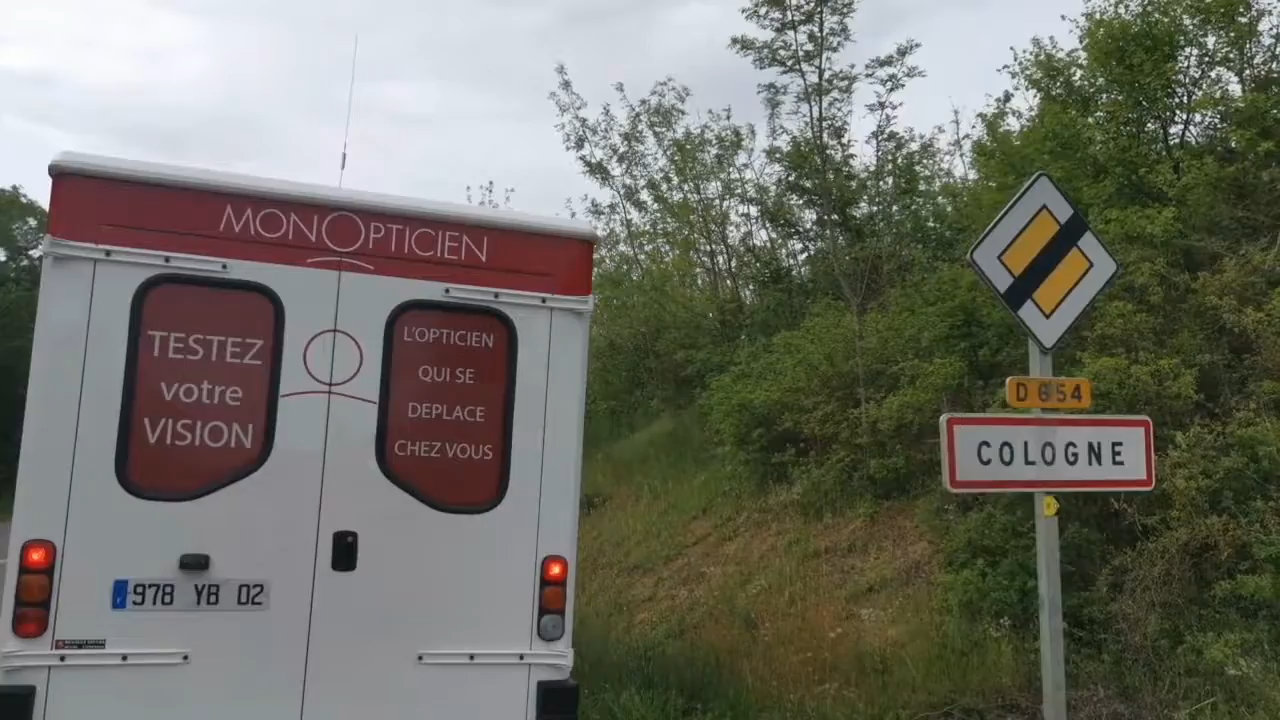 MONOPTICIEN
TESTEZ
votre
VISION
L'OPTICIEN
QUI SE
DEPLACE
CHEZ VOUS
978 YB 02
D 654
COLOGNE